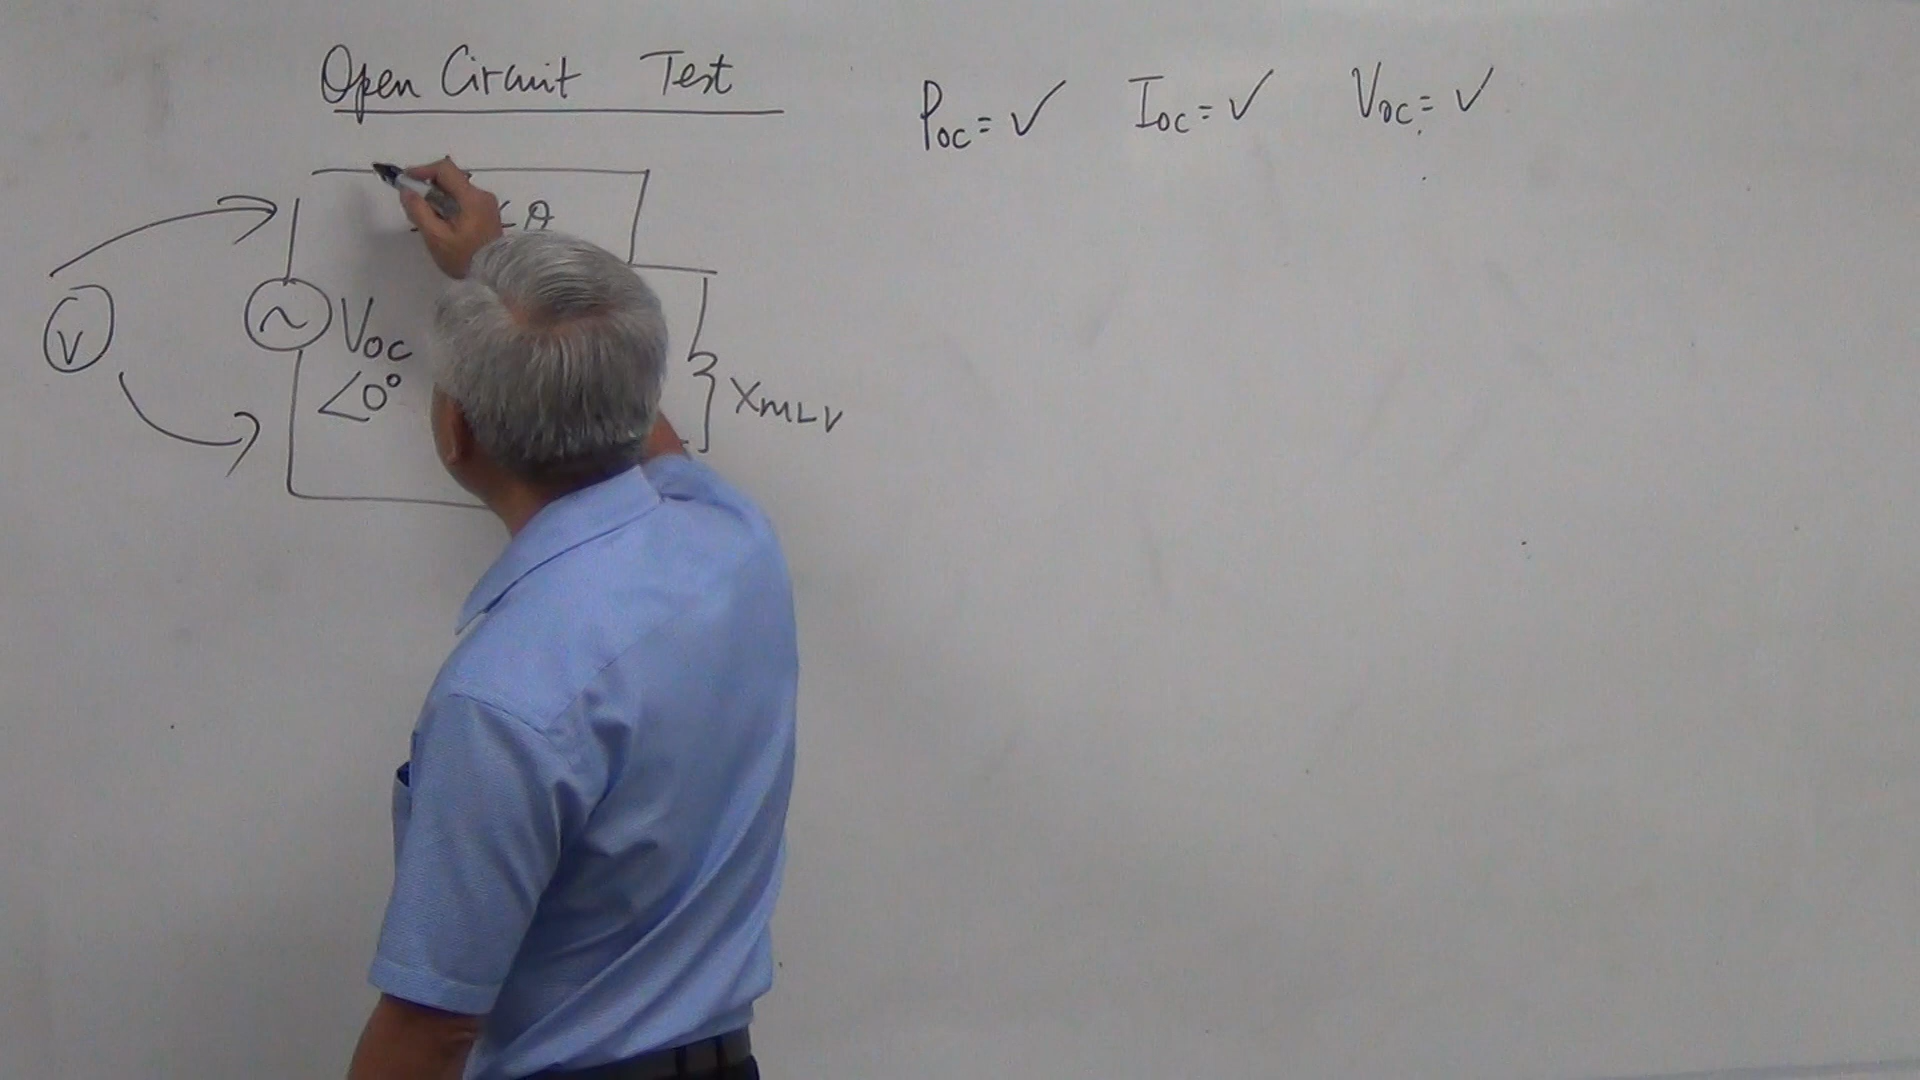 Open Circuit Test
Poc = ✓ Ioc = ✓ Voc = ✓
< θ
V
~
Voc
∠0°
XmLV